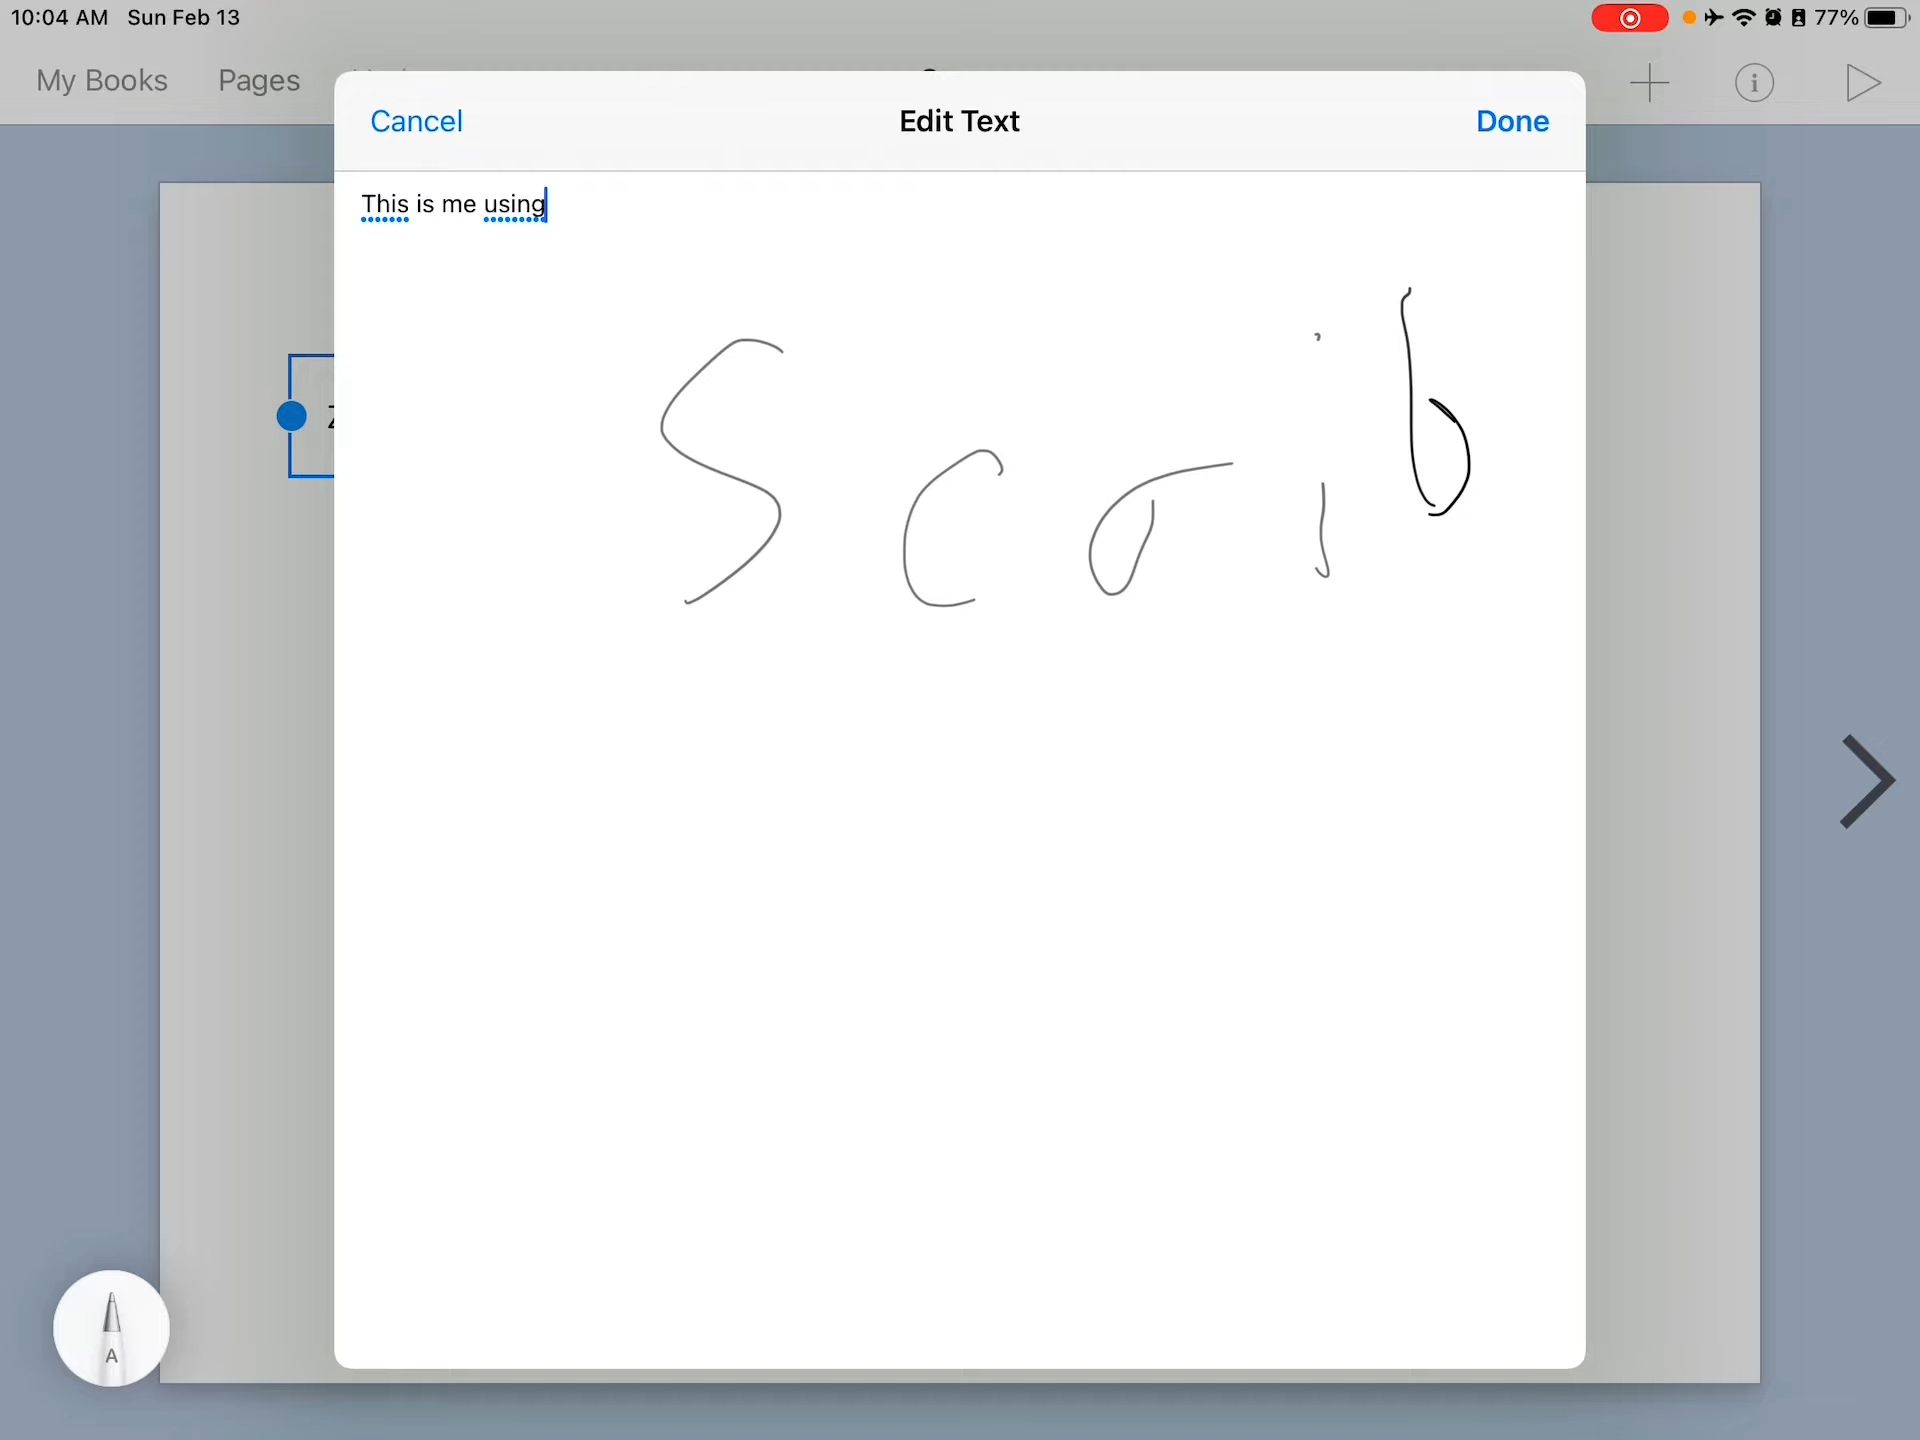 10:04 AM Sun Feb 13
77%
My Books Pages
Cancel Edit Text Done
This is me using
Scrib
A